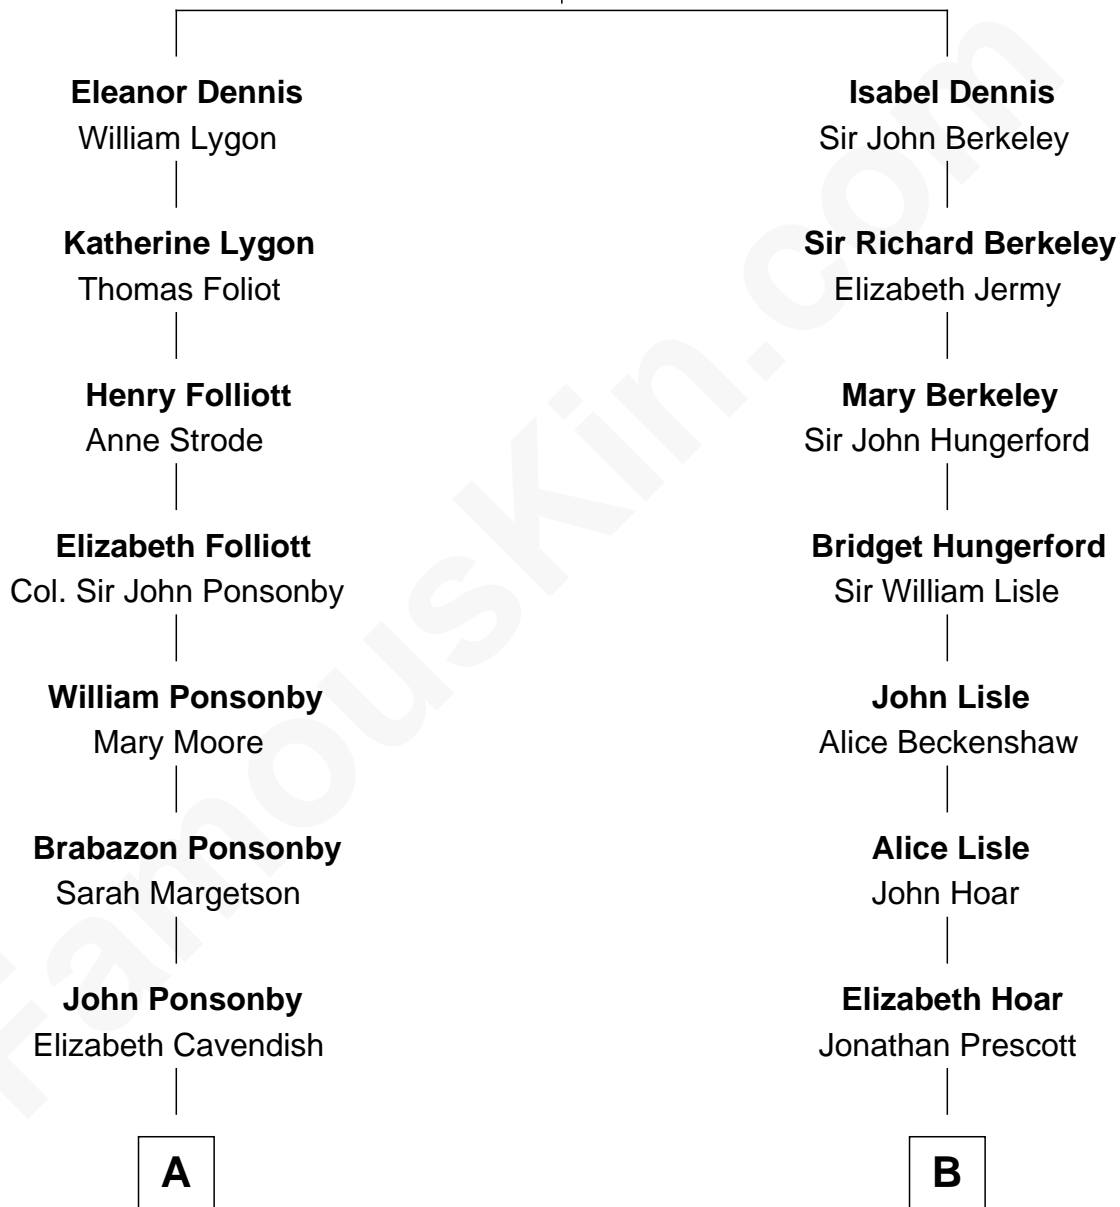 Eleanor Dennis
William Lygon
Katherine Lygon
Thomas Foliot
Henry Folliott
Anne Strode
Elizabeth Folliott
Col. Sir John Ponsonby
William Ponsonby
Mary Moore
Brabazon Ponsonby
Sarah Margetson
John Ponsonby
Elizabeth Cavendish
A
Isabel Dennis
Sir John Berkeley
Sir Richard Berkeley
Elizabeth Jermy
Mary Berkeley
Sir John Hungerford
Bridget Hungerford
Sir William Lisle
John Lisle
Alice Beckenshaw
Alice Lisle
John Hoar
Elizabeth Hoar
Jonathan Prescott
B
FamousKin.com